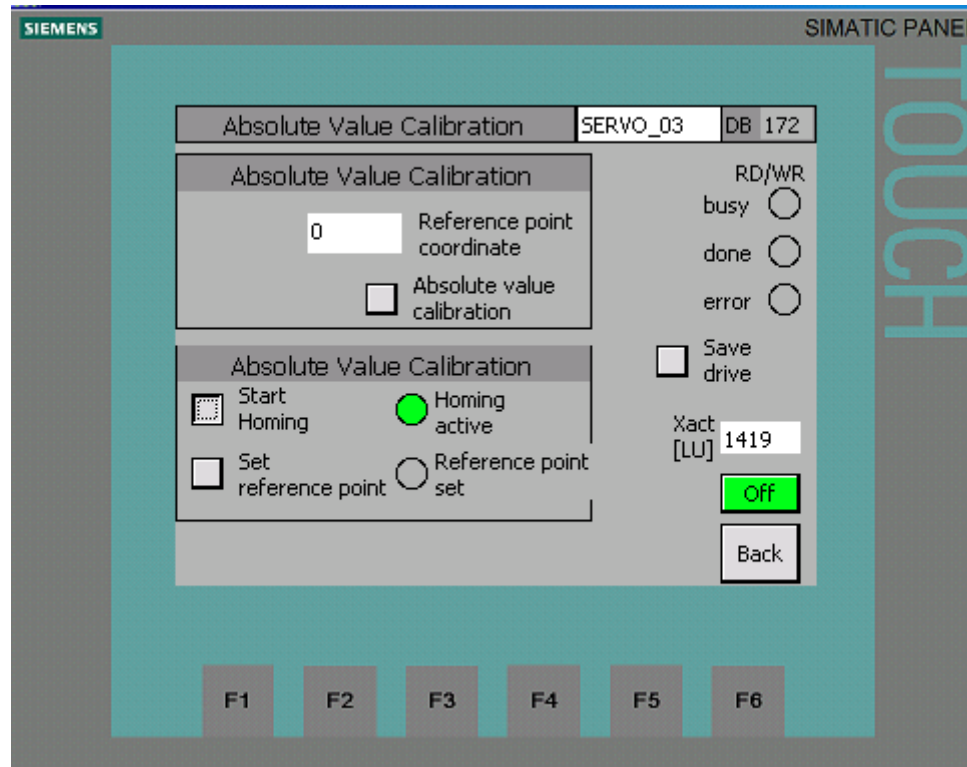 SIEMENS
SIMATIC PANE
TOUCH
Absolute Value Calibration
SERVO_03
DB 172
Absolute Value Calibration
0
Reference point
coordinate
Absolute value
calibration
RD/WR
busy
done
error
Save
drive
Absolute Value Calibration
Start
Homing
Homing
active
Set
reference point
Reference point
set
Xact
[LU]
1419
Off
Back
F1
F2
F3
F4
F5
F6